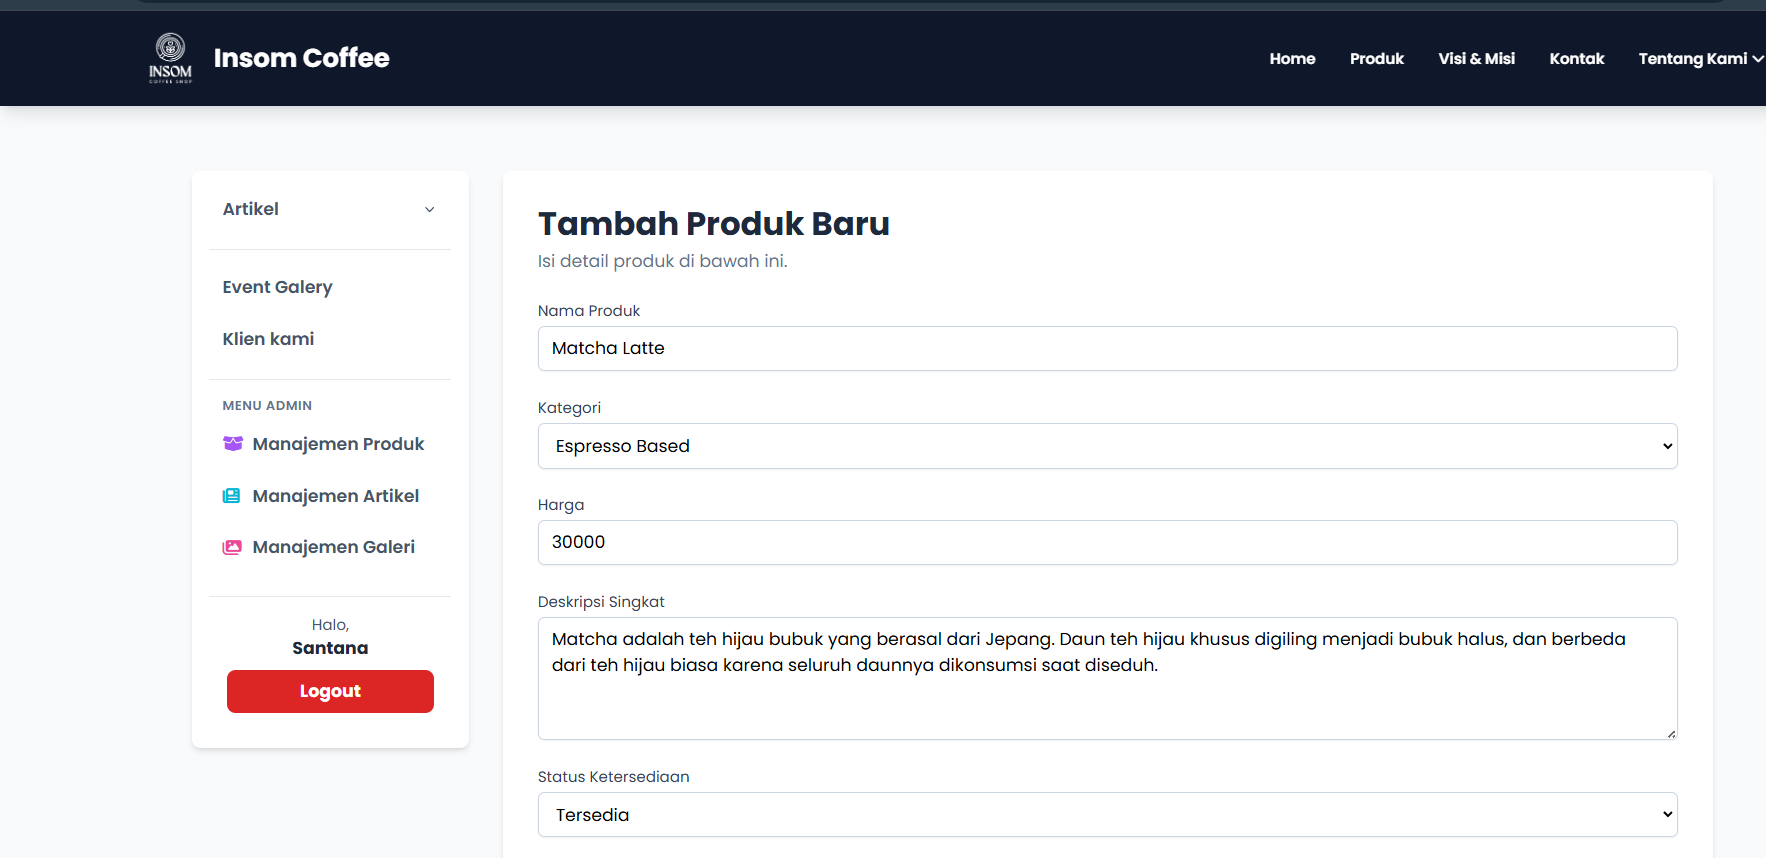 INSOM
COFFEE SHOP
Insom Coffee
Home
Produk
Visi & Misi
Kontak
Tentang Kami
Artikel
Event Galery
Klien kami
MENU ADMIN
Manajemen Produk
Manajemen Artikel
Manajemen Galeri
Halo,
Santana
Logout
Tambah Produk Baru
Isi detail produk di bawah ini.
Nama Produk
Matcha Latte
Kategori
Espresso Based
Harga
30000
Deskripsi Singkat
Matcha adalah teh hijau bubuk yang berasal dari Jepang. Daun teh hijau khusus digiling menjadi bubuk halus, dan berbeda
dari teh hijau biasa karena seluruh daunnya dikonsumsi saat diseduh.
Status Ketersediaan
Tersedia